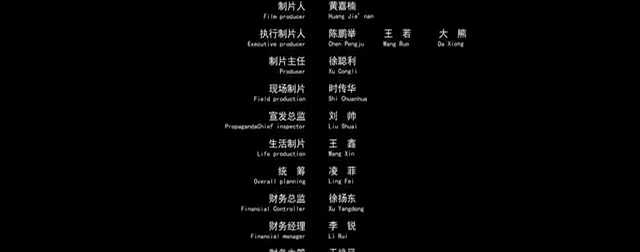 制片人 黄嘉楠
Film producer Huang Jia'nan
执行制片人 陈鹏举 王 若 大 熊
Executive producer Chen Pengju Wang Ruo Da Xiong
制片主任 徐聪利
Producer Xu Congli
现场制片 时传华
Field production Shi Chuanhua
宣发总监 刘 帅
PropagandaChief inspector Liu Shuai
生活制片 王 鑫
Life production Wang Xin
统 筹 凌 菲
Overall planning Ling Fei
财务总监 徐扬东
Financial Controller Xu Yangdong
财务经理 李 锐
Financial manager Li Rui